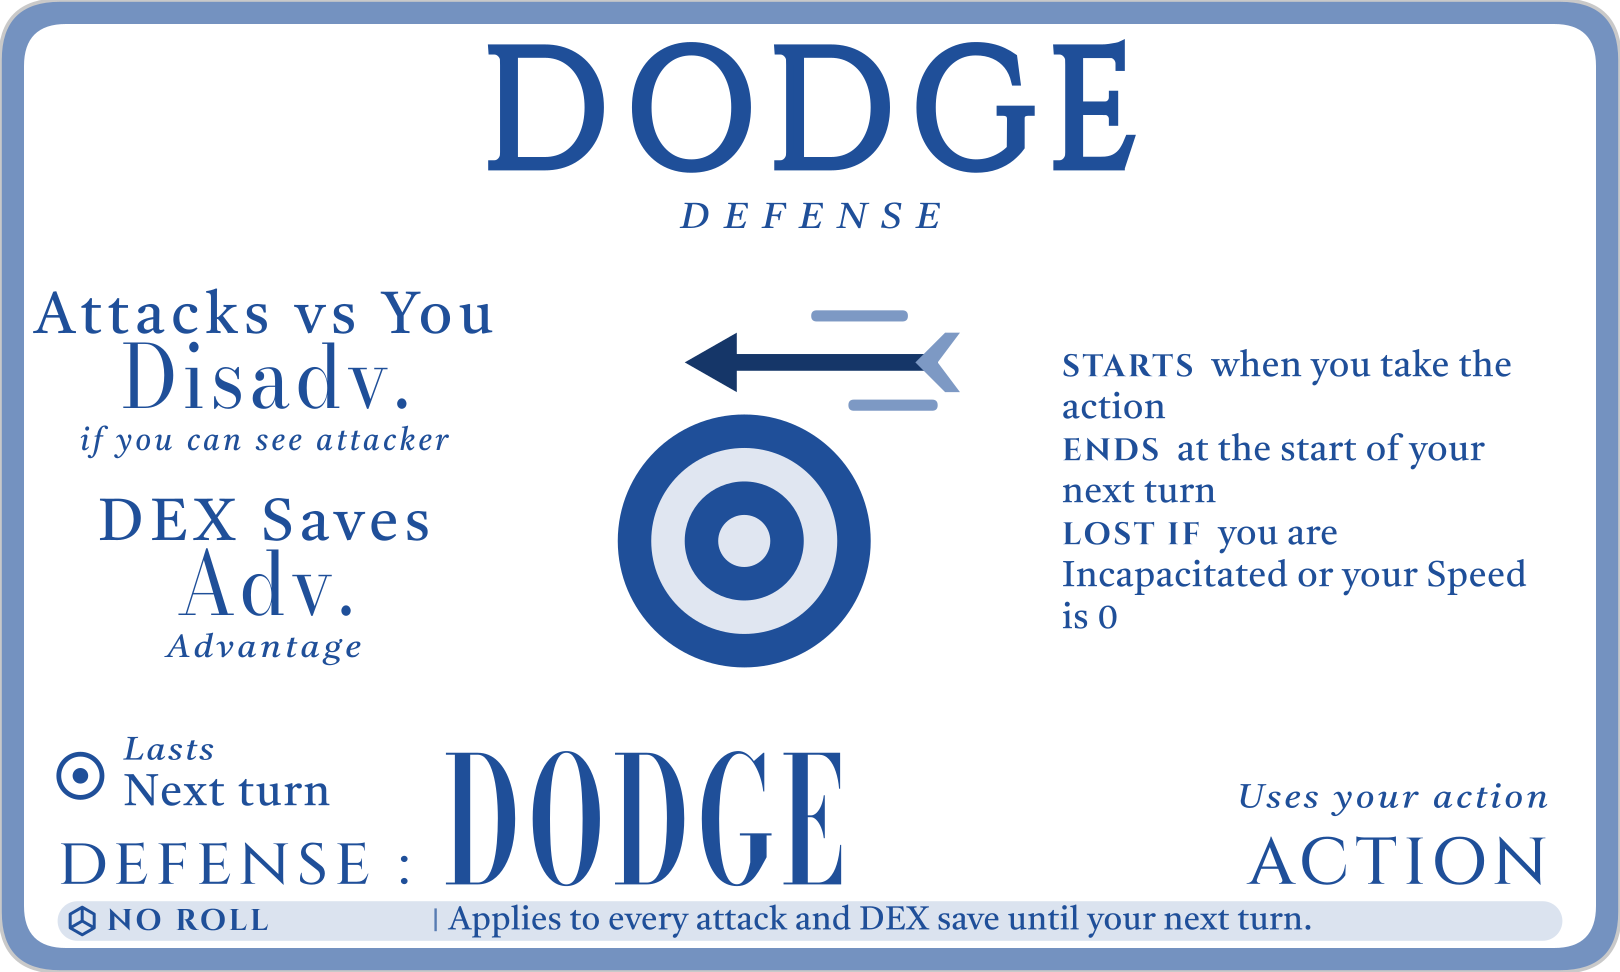 DODGE
DEFENSE
Attacks vs You
Disadv.
if you can see attacker
DEX Saves
Adv.
Advantage
STARTS when you take the
action
ENDS at the start of your
next turn
LOST IF you are
Incapacitated or your Speed
is 0
Lasts
Next turn
DEFENSE : DODGE
Uses your action
ACTION
NO ROLL | Applies to every attack and DEX save until your next turn.